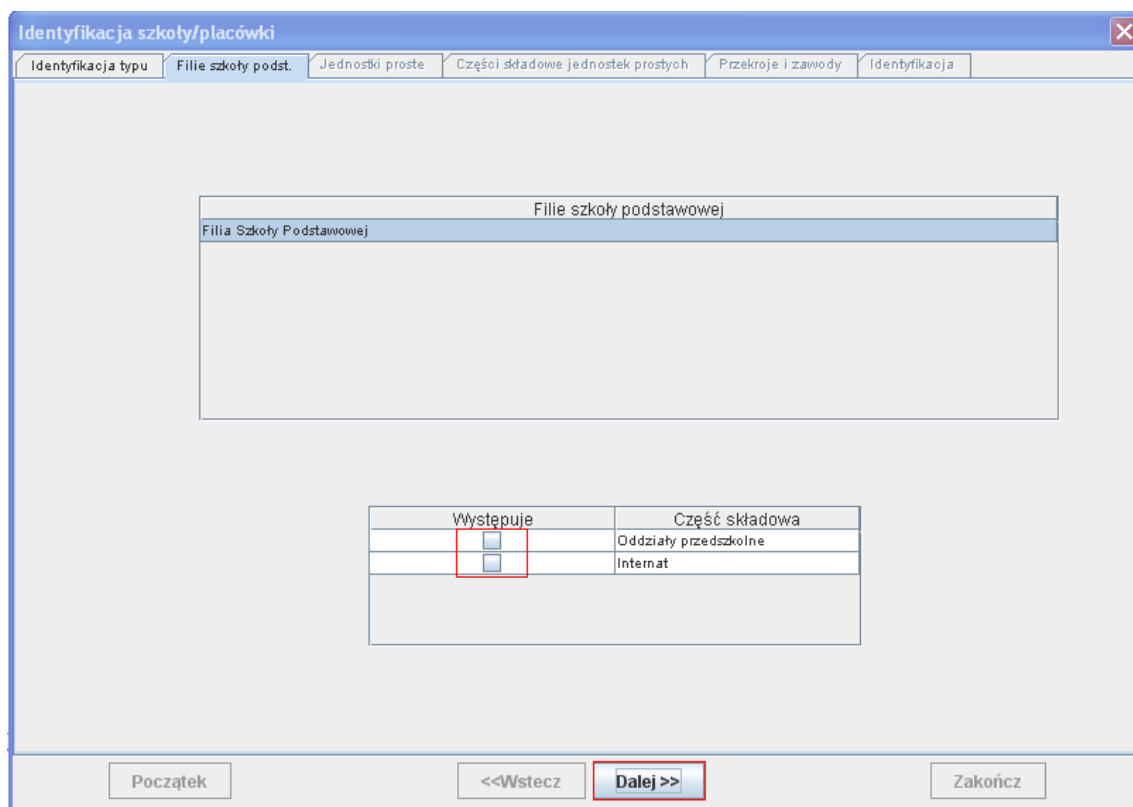 Identyfikacja szkoły/placówki
Identyfikacja typu Filie szkoły podst. Jednostki proste Części składowe jednostek prostych Przekroje i zawody Identyfikacja
Filie szkoły podstawowej
Filia Szkoły Podstawowej
Występuje Część składowa
Oddziały przedszkolne
Internat
Początek <<Wstecz Dalej >> Zakończ